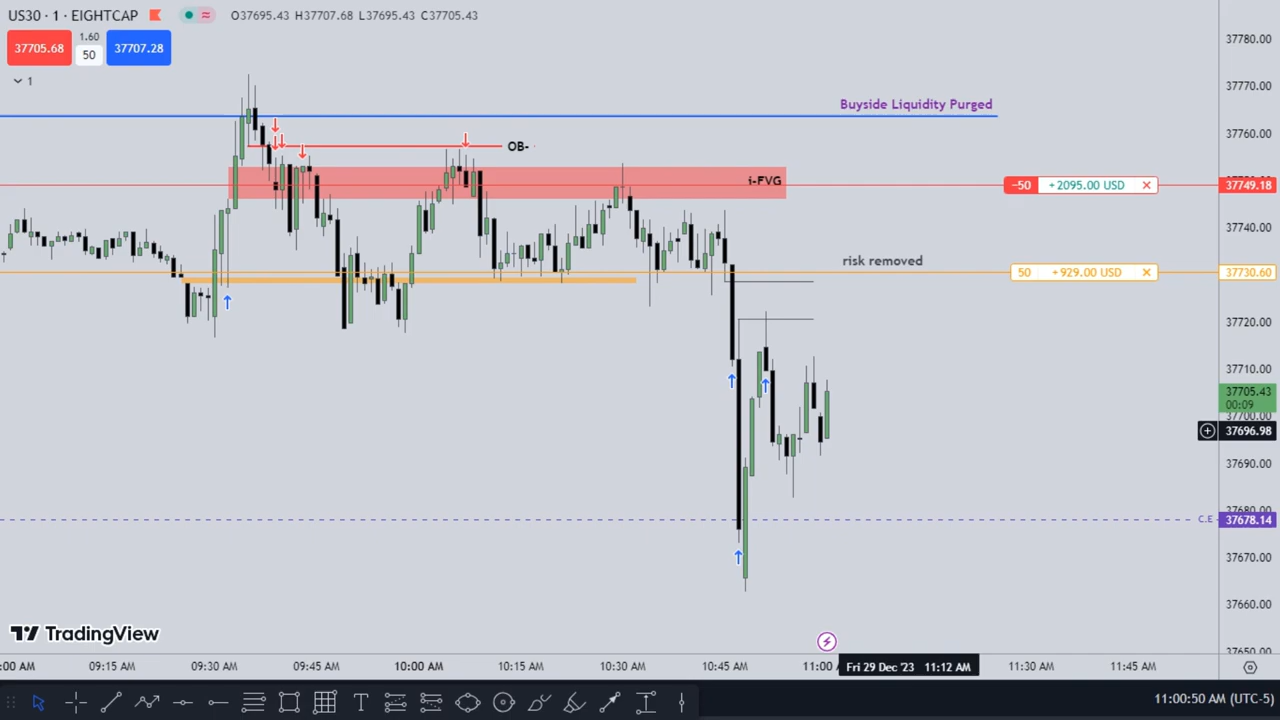 US30 · 1 · EIGHTCAP O37695.43 H37707.68 L37695.43 C37705.43
37705.68 1.60 50 37707.28
1
Buyside Liquidity Purged
OB-
i-FVG
-50 +2095.00 USD
risk removed
50 +929.00 USD
C.E
37780.00
37770.00
37760.00
37749.18
37740.00
37730.60
37720.00
37710.00
37705.43
00:09
37700.00
37696.98
37690.00
37680.00
37678.14
37670.00
37660.00
37650.00
TradingView
:00 AM 09:15 AM 09:30 AM 09:45 AM 10:00 AM 10:15 AM 10:30 AM 10:45 AM 11:00 Fri 29 Dec '23 11:12 AM 11:30 AM 11:45 AM
T
11:00:50 AM (UTC-5)